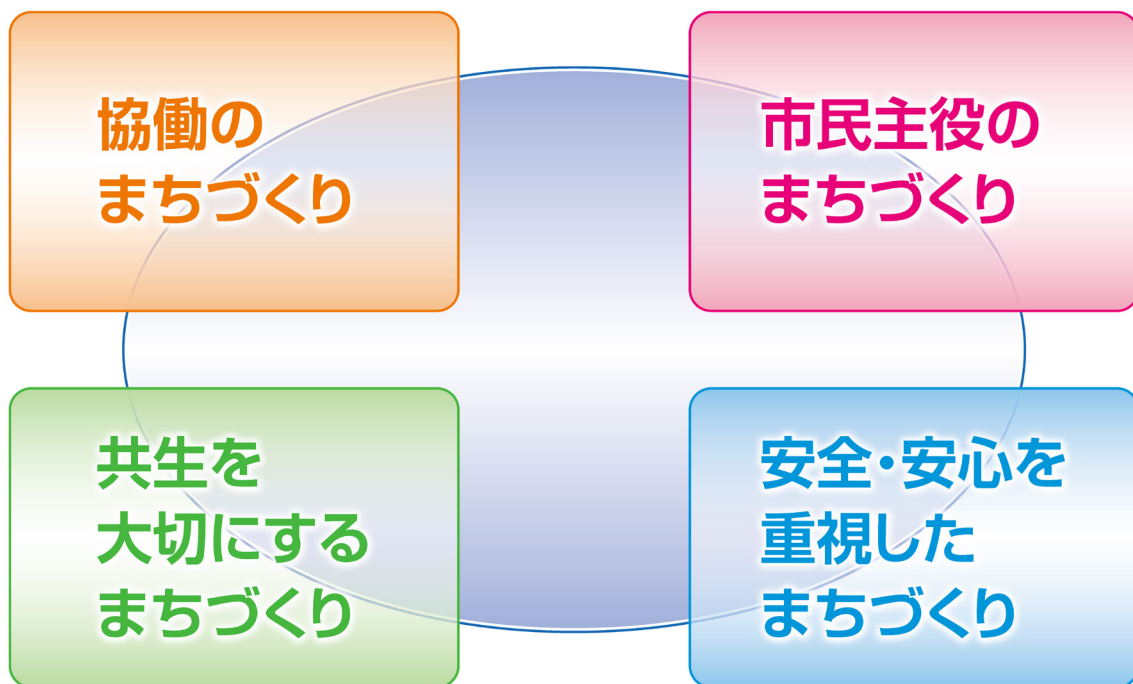 協働の
まちづくり
市民主役の
まちづくり
共生を
大切にする
まちづくり
安全・安心を
重視した
まちづくり